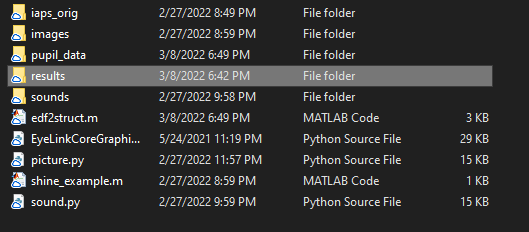 iaps_orig 2/27/2022 8:49 PM File folder
images 2/27/2022 8:59 PM File folder
pupil_data 3/8/2022 6:49 PM File folder
results 3/8/2022 6:42 PM File folder
sounds 2/27/2022 9:58 PM File folder
edf2struct.m 3/8/2022 6:49 PM MATLAB Code 3 KB
EyeLinkCoreGraphi... 5/24/2021 11:19 PM Python Source File 29 KB
picture.py 2/27/2022 11:57 PM Python Source File 15 KB
shine_example.m 2/27/2022 8:59 PM MATLAB Code 1 KB
sound.py 2/27/2022 9:59 PM Python Source File 15 KB